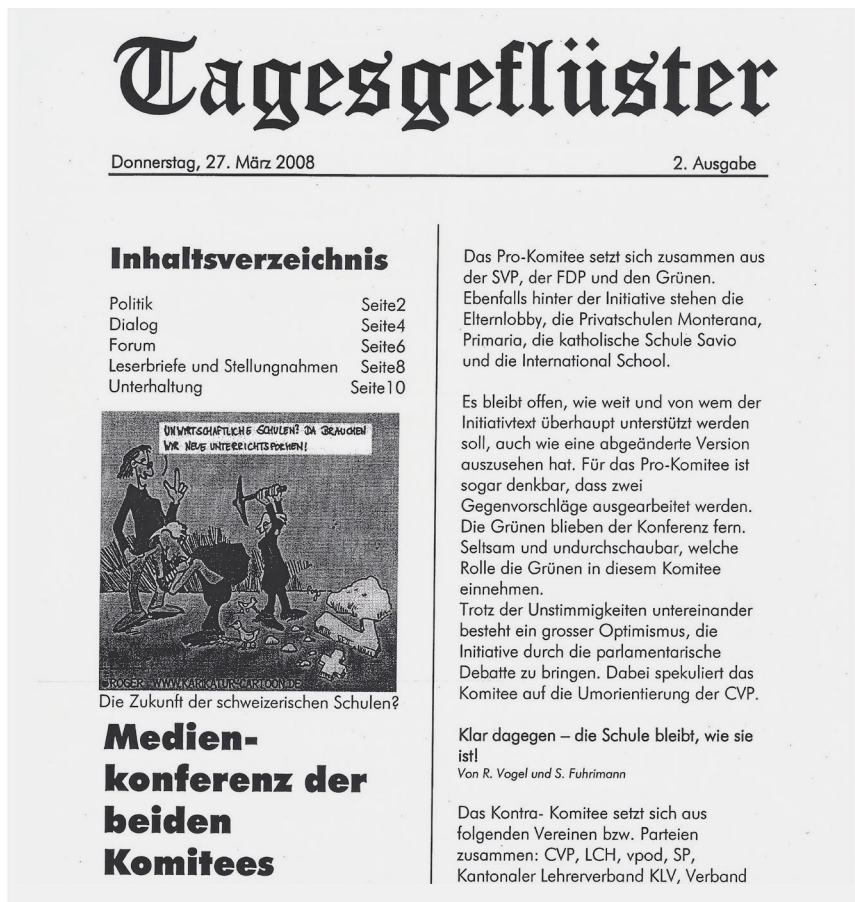 Tagesgeflüster
Donnerstag, 27. März 2008 2. Ausgabe
Inhaltsverzeichnis
Politik Seite2
Dialog Seite4
Forum Seite6
Leserbriefe und Stellungnahmen Seite8
Unterhaltung Seite10
UNWIRTSCHAFTLICHE SCHULEN? DA BRAUCHEN
WIR NEUE UNTERRICHTSFORMEN!
©ROGER WWW.KARIKATUR-CARTOON.DE
Die Zukunft der schweizerischen Schulen?
Medien-
konferenz der
beiden
Komitees
Das Pro-Komitee setzt sich zusammen aus
der SVP, der FDP und den Grünen.
Ebenfalls hinter der Initiative stehen die
Elternlobby, die Privatschulen Monterana,
Primaria, die katholische Schule Savio
und die International School.
Es bleibt offen, wie weit und von wem der
Initiativtext überhaupt unterstützt werden
soll, auch wie eine abgeänderte Version
auszusehen hat. Für das Pro-Komitee ist
sogar denkbar, dass zwei
Gegenvorschläge ausgearbeitet werden.
Die Grünen blieben der Konferenz fern.
Seltsam und undurchschaubar, welche
Rolle die Grünen in diesem Komitee
einnehmen.
Trotz der Unstimmigkeiten untereinander
besteht ein grosser Optimismus, die
Initiative durch die parlamentarische
Debatte zu bringen. Dabei spekuliert das
Komitee auf die Umorientierung der CVP.
Klar dagegen – die Schule bleibt, wie sie
ist!
Von R. Vogel und S. Fuhrimann
Das Kontra- Komitee setzt sich aus
folgenden Vereinen bzw. Parteien
zusammen: CVP, LCH, vpod, SP,
Kantonaler Lehrerverband KLV, Verband